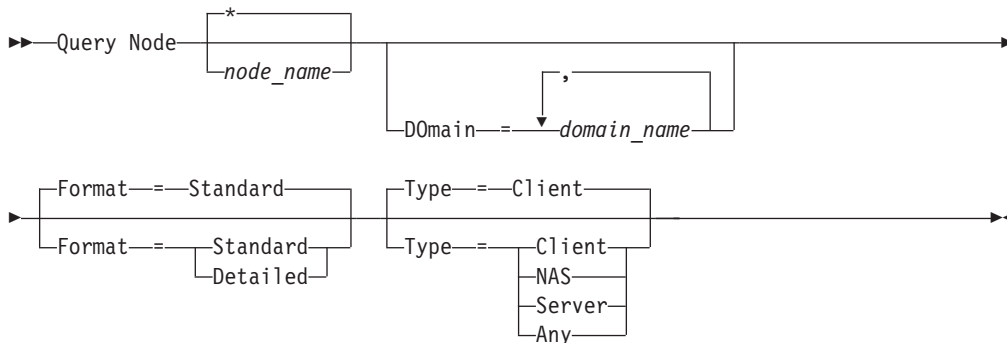 *
Query Node
node_name
,
DOmain = domain_name
Format = Standard Type = Client
Format = Standard Type = Client
Detailed NAS
Server
Any